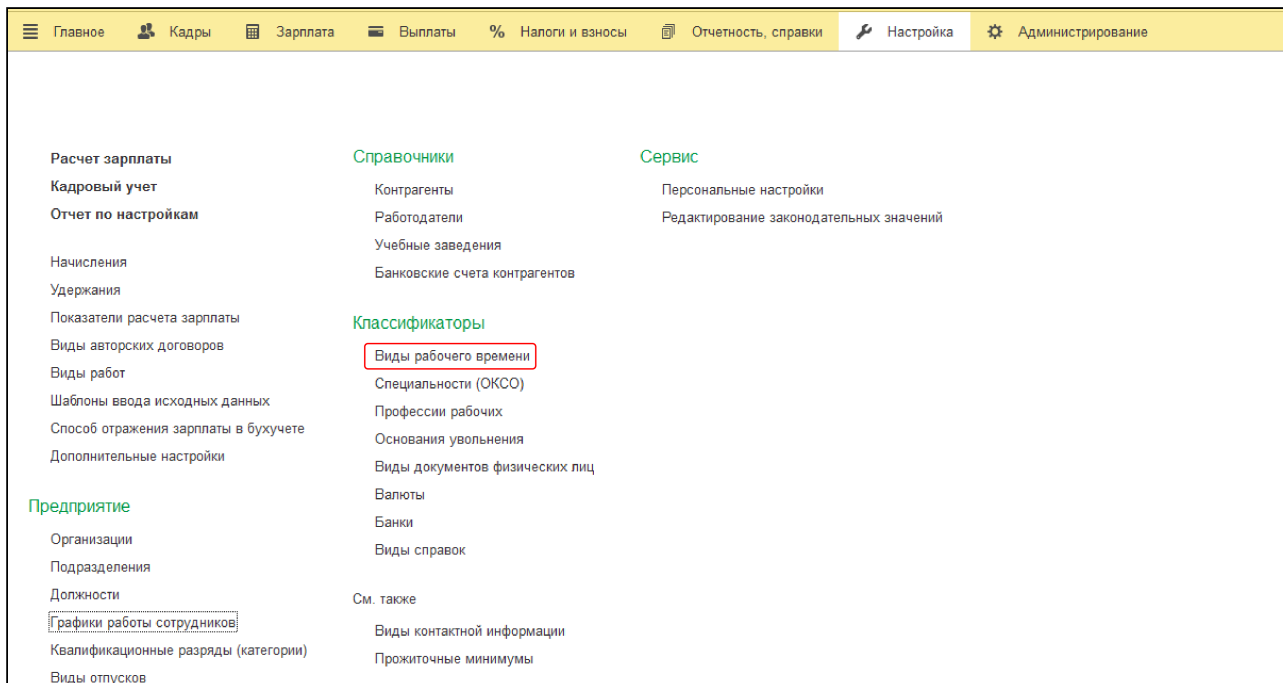 Главное Кадры Зарплата Выплаты % Налоги и взносы Отчетность, справки Настройка Администрирование
Расчет зарплаты
Кадровый учет
Отчет по настройкам
Начисления
Удержания
Показатели расчета зарплаты
Виды авторских договоров
Виды работ
Шаблоны ввода исходных данных
Способ отражения зарплаты в бухучете
Дополнительные настройки
Предприятие
Организации
Подразделения
Должности
Графики работы сотрудников
Квалификационные разряды (категории)
Виды отпусков
Справочники
Контрагенты
Работодатели
Учебные заведения
Банковские счета контрагентов
Классификаторы
Виды рабочего времени
Специальности (ОКСО)
Профессии рабочих
Основания увольнения
Виды документов физических лиц
Валюты
Банки
Виды справок
См. также
Виды контактной информации
Прожиточные минимумы
Сервис
Персональные настройки
Редактирование законодательных значений